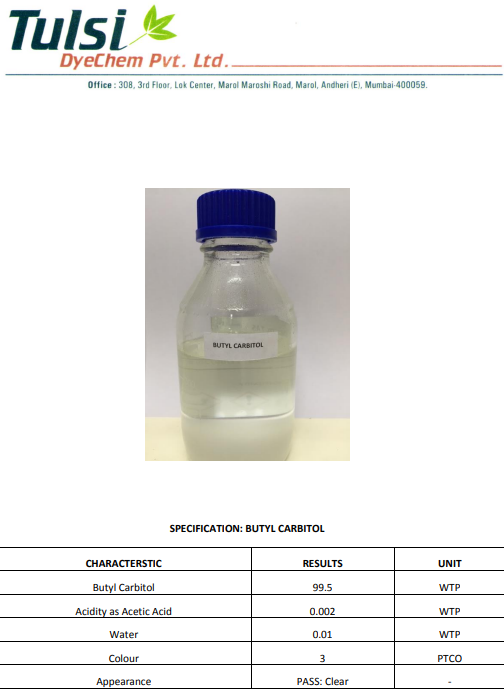 Tulsi
DyeChem Pvt. Ltd.
Office : 308, 3rd Floor, Lok Center, Marol Maroshi Road, Marol, Andheri (E), Mumbai-400059.
BUTYL CARBITOL
SPECIFICATION: BUTYL CARBITOL
CHARACTERSTIC RESULTS UNIT
Butyl Carbitol 99.5 WTP
Acidity as Acetic Acid 0.002 WTP
Water 0.01 WTP
Colour 3 PTCO
Appearance PASS: Clear -